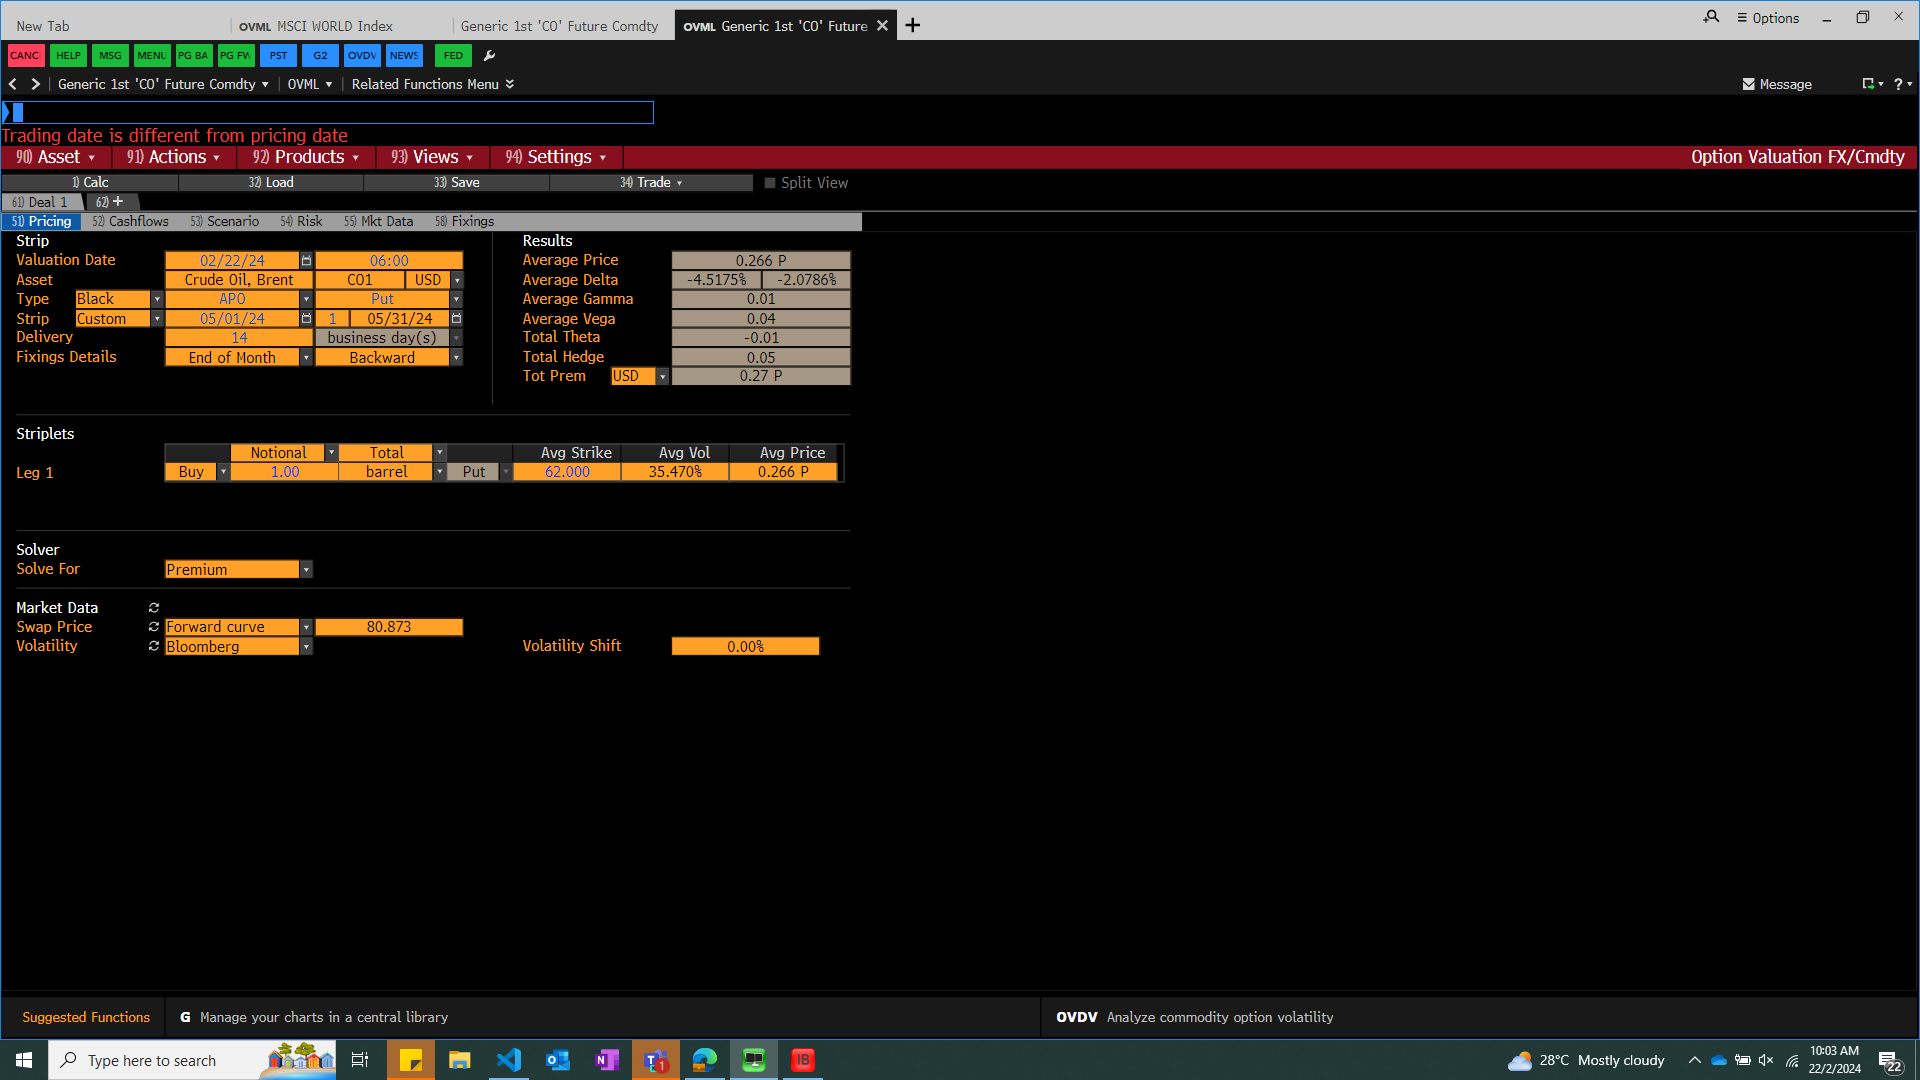 New Tab OVML MSCI WORLD Index Generic 1st 'CO' Future Comdty OVML Generic 1st 'CO' Future Options
CANC HELP MSG MENU PG BA PG FW PST G2 OVDV NEWS FED
Generic 1st 'CO' Future Comdty OVML Related Functions Menu Message ?
Trading date is different from pricing date
90) Asset 91) Actions 92) Products 93) Views 94) Settings Option Valuation FX/Cmdty
1) Calc 32) Load 33) Save 34) Trade Split View
61) Deal 1 62) +
51) Pricing 52) Cashflows 53) Scenario 54) Risk 55) Mkt Data 58) Fixings
Strip Results
Valuation Date 02/22/24 06:00 Average Price 0.266 P
Asset Crude Oil, Brent CO1 USD Average Delta -4.5175% -2.0786%
Type Black APO Put Average Gamma 0.01
Strip Custom 05/01/24 1 05/31/24 Average Vega 0.04
Delivery 14 business day(s) Total Theta -0.01
Fixings Details End of Month Backward Total Hedge 0.05
Tot Prem USD 0.27 P
Striplets
Notional Total Avg Strike Avg Vol Avg Price
Leg 1 Buy 1.00 barrel Put 62.000 35.470% 0.266 P
Solver
Solve For Premium
Market Data
Swap Price Forward curve 80.873
Volatility Bloomberg Volatility Shift 0.00%
Suggested Functions G Manage your charts in a central library OVDV Analyze commodity option volatility
Type here to search 1 IB 28°C Mostly cloudy 10:03 AM
22/2/2024 22